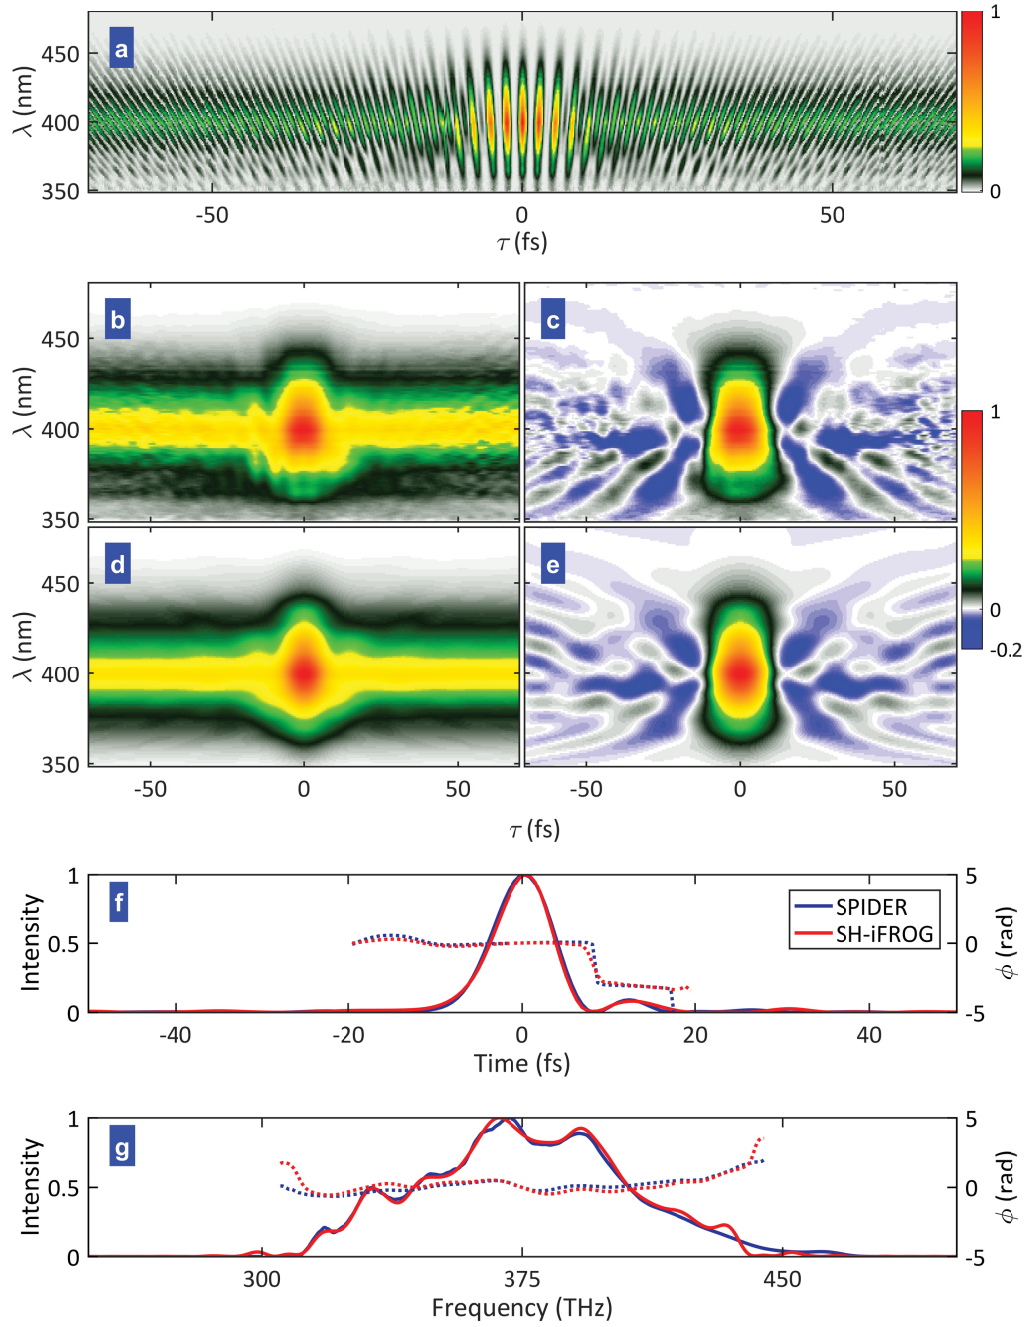 a
450
400
350
λ (nm)
1
0
-50
0
50
τ (fs)
b
c
450
400
350
λ (nm)
d
e
450
400
350
λ (nm)
1
0
-0.2
-50
0
50
-50
0
50
τ (fs)
f
1
0.5
0
Intensity
SPIDER
SH-iFROG
5
0
-5
ϕ (rad)
-40
-20
0
20
40
Time (fs)
g
1
0.5
0
Intensity
5
0
-5
ϕ (rad)
300
375
450
Frequency (THz)